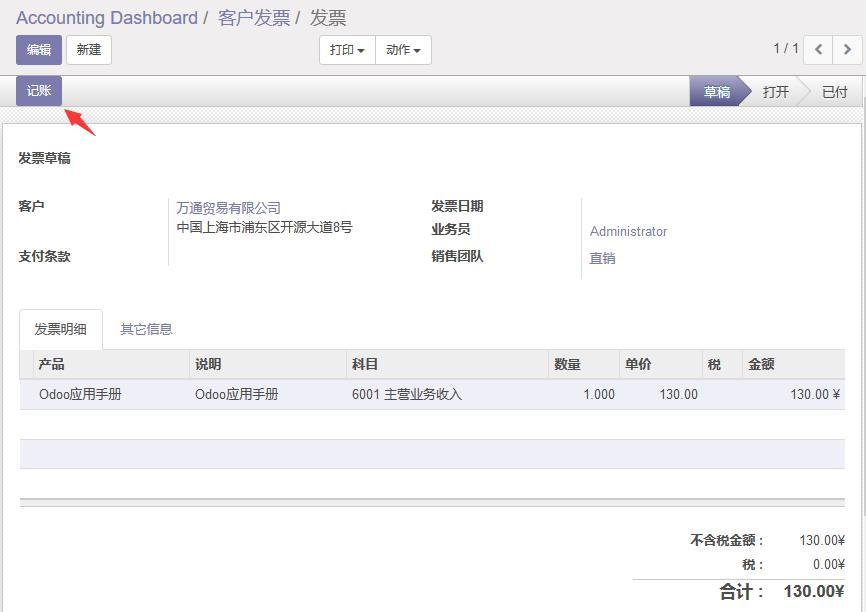 Accounting Dashboard / 客户发票 / 发票
编辑 新建 打印 动作 1 / 1
记账 草稿 打开 已付
发票草稿
客户 万通贸易有限公司 发票日期
中国上海市浦东区开源大道8号 业务员 Administrator
支付条款 销售团队 直销
发票明细 其它信息
产品 说明 科目 数量 单价 税 金额
Odoo应用手册 Odoo应用手册 6001 主营业务收入 1.000 130.00 130.00 ¥
不含税金额 : 130.00¥
税 : 0.00¥
合计 : 130.00¥